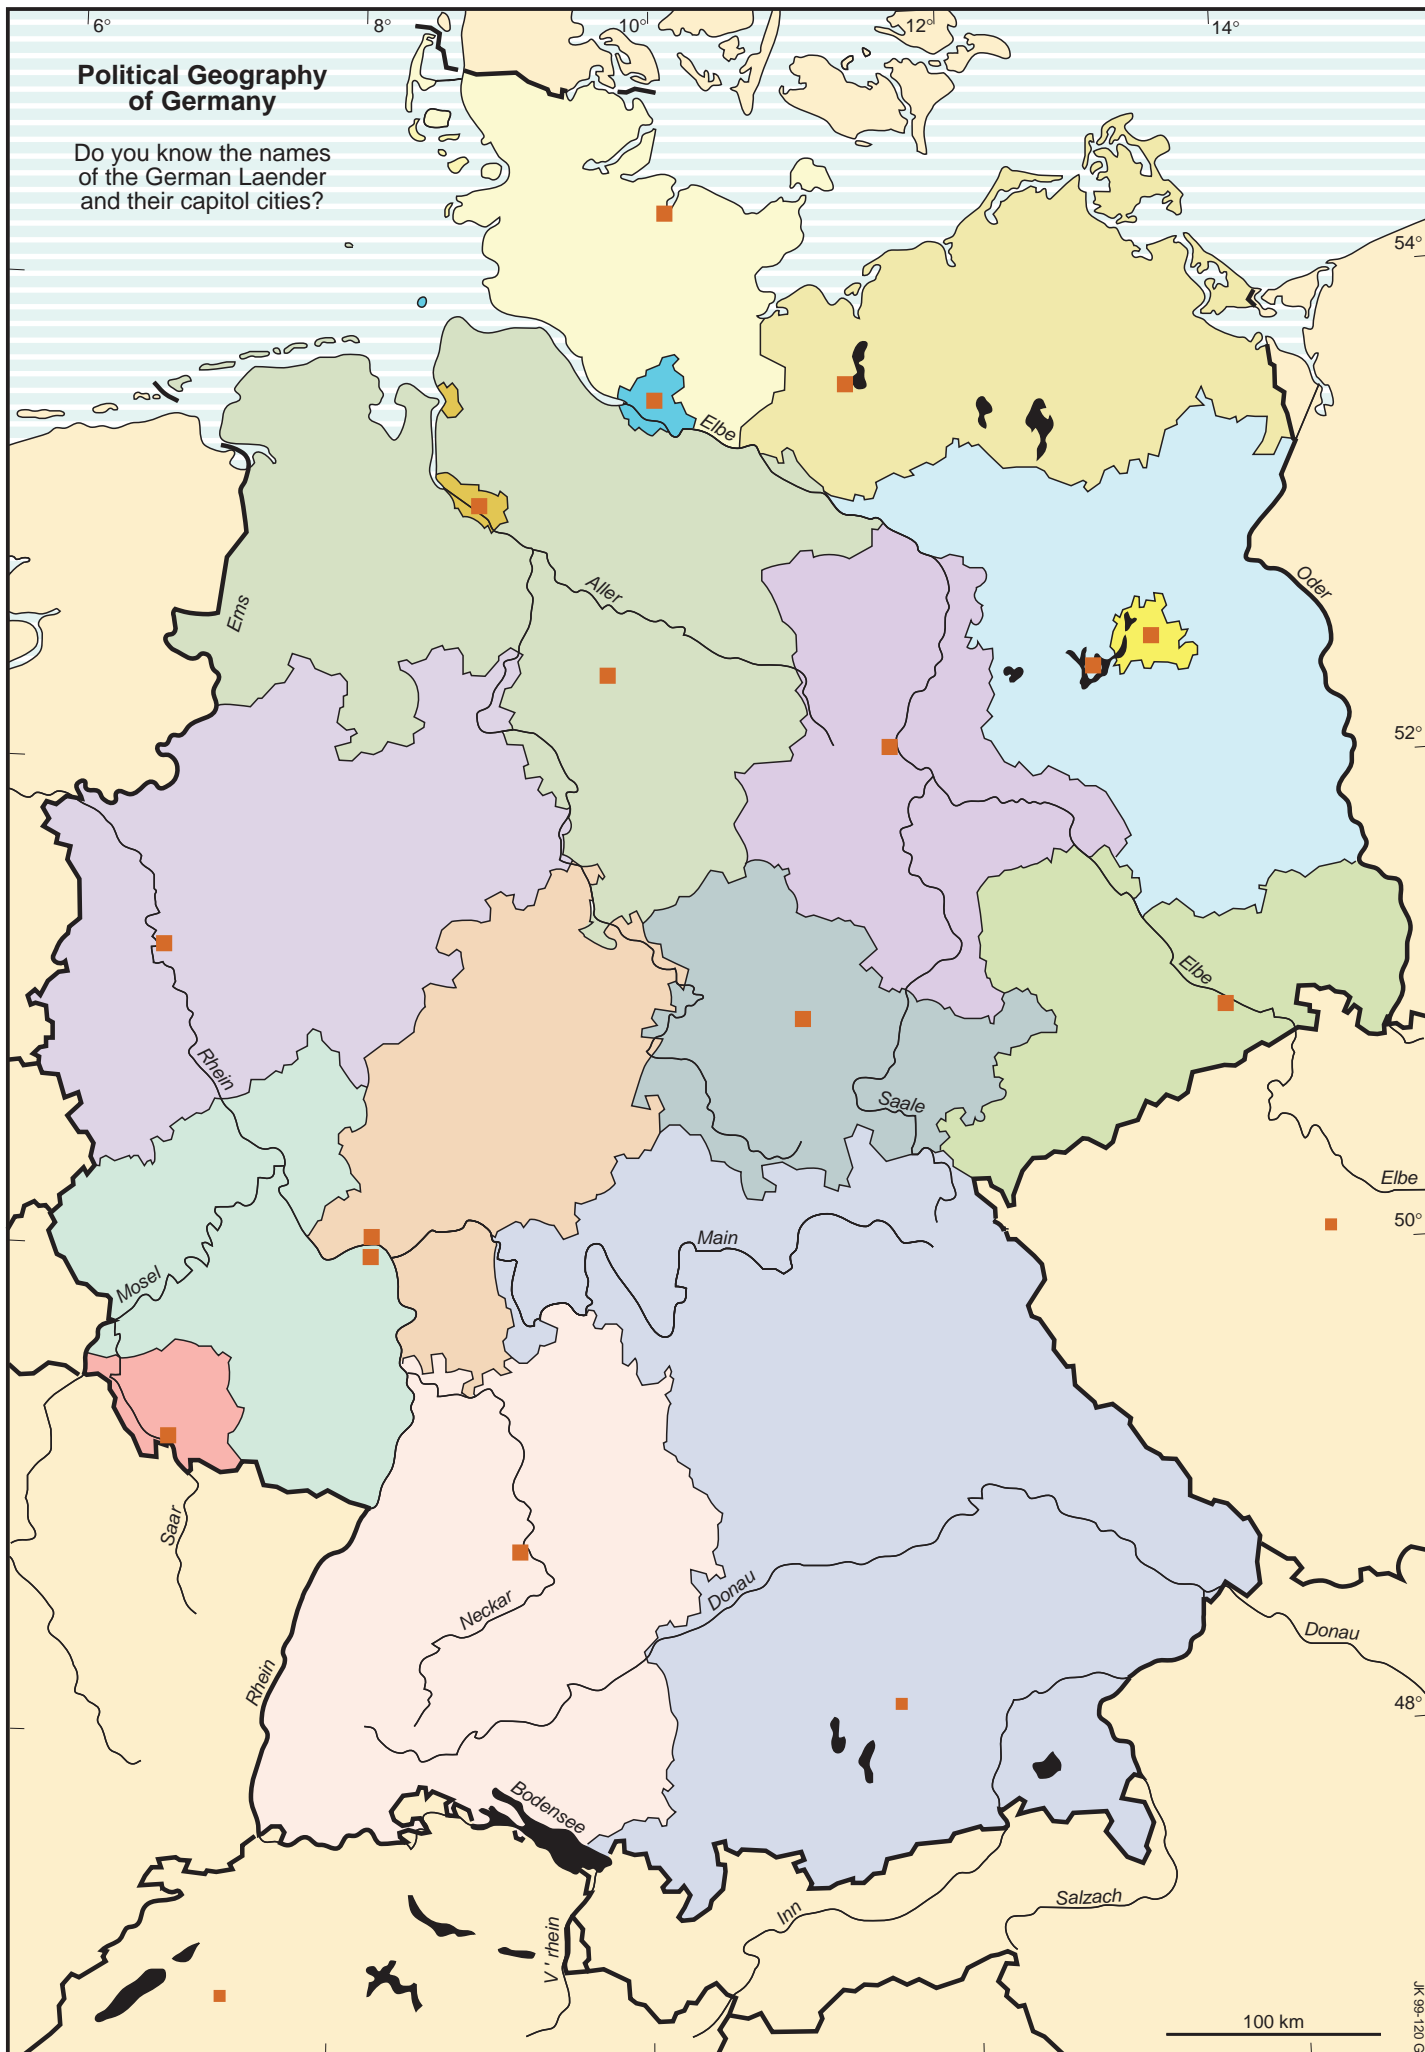 6°
8°
10°
12°
14°
Political Geography
of Germany
Do you know the names
of the German Laender
and their capitol cities?
54°
Elbe
Oder
Aller
Ems
52°
Elbe
Rhein
Saale
Elbe
50°
Main
Mosel
Saar
Donau
Neckar
Donau
Rhein
48°
Bodensee
Salzach
Inn
V ' rhein
100 km
JK 99-120 G